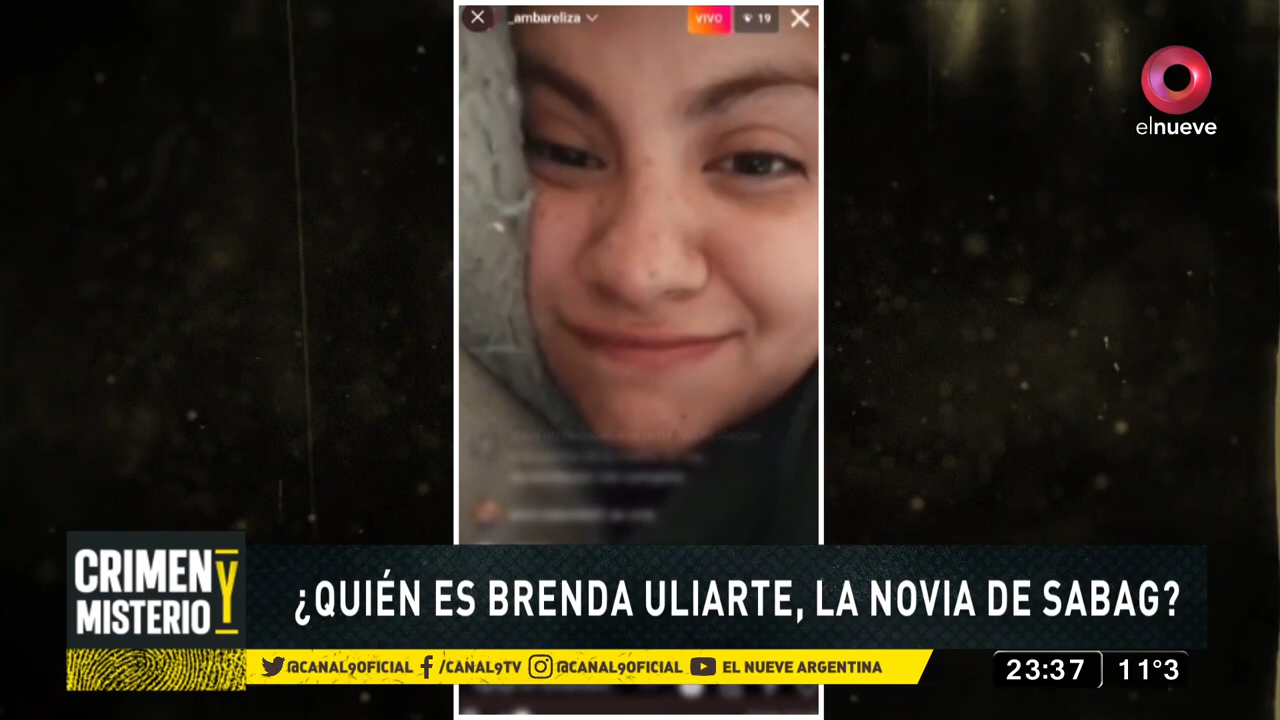 _ambareliza
VIVO
19
elnueve
CRIMEN Y
MISTERIO
¿QUIÉN ES BRENDA ULIARTE, LA NOVIA DE SABAG?
@CANAL9OFICIAL /CANAL9TV @CANAL9OFICIAL EL NUEVE ARGENTINA
23:37 11°3